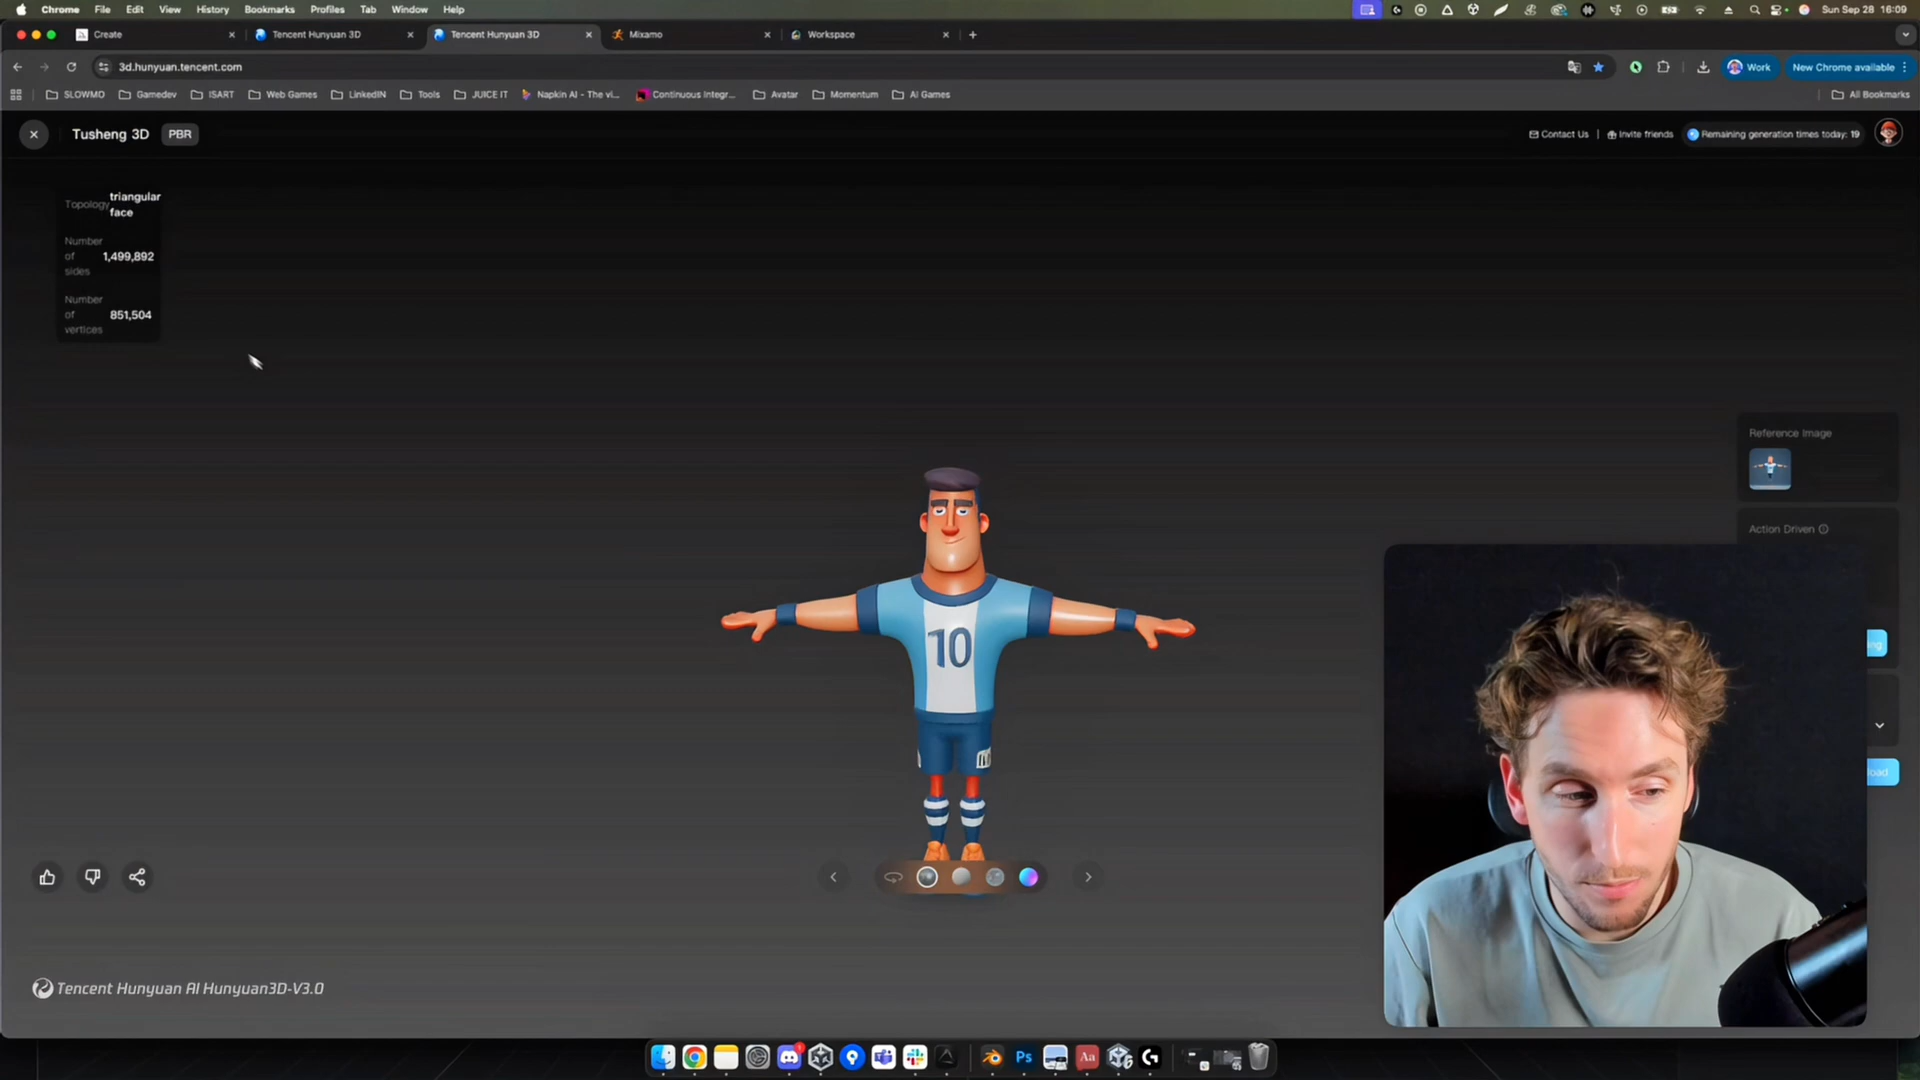 Chrome File Edit View History Bookmarks Profiles Tab Window Help Sun Sep 28 16:09
Create Tencent Hunyuan 3D Tencent Hunyuan 3D Mixamo Workspace
3d.hunyuan.tencent.com Work New Chrome available
SLOWMO Gamedev ISART Web Games LinkedIN Tools JUICE IT Napkin AI - The vi... Continuous Integr... Avatar Momentum AI Games All Bookmarks
Tusheng 3D PBR Contact Us Invite friends Remaining generation times today: 19
Topology triangular face
Number of sides 1,499,892
Number of vertices 851,504
Reference Image
Action Driven
10
ng
load
Tencent Hunyuan AI Hunyuan3D-V3.0
Ps
Aa